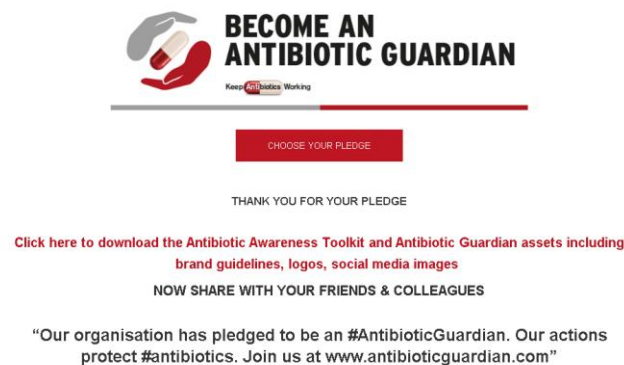 BECOME AN
ANTIBIOTIC GUARDIAN
Keep Antibiotics Working
CHOOSE YOUR PLEDGE
THANK YOU FOR YOUR PLEDGE
Click here to download the Antibiotic Awareness Toolkit and Antibiotic Guardian assets including
brand guidelines, logos, social media images
NOW SHARE WITH YOUR FRIENDS & COLLEAGUES
“Our organisation has pledged to be an #AntibioticGuardian. Our actions
protect #antibiotics. Join us at www.antibioticguardian.com”